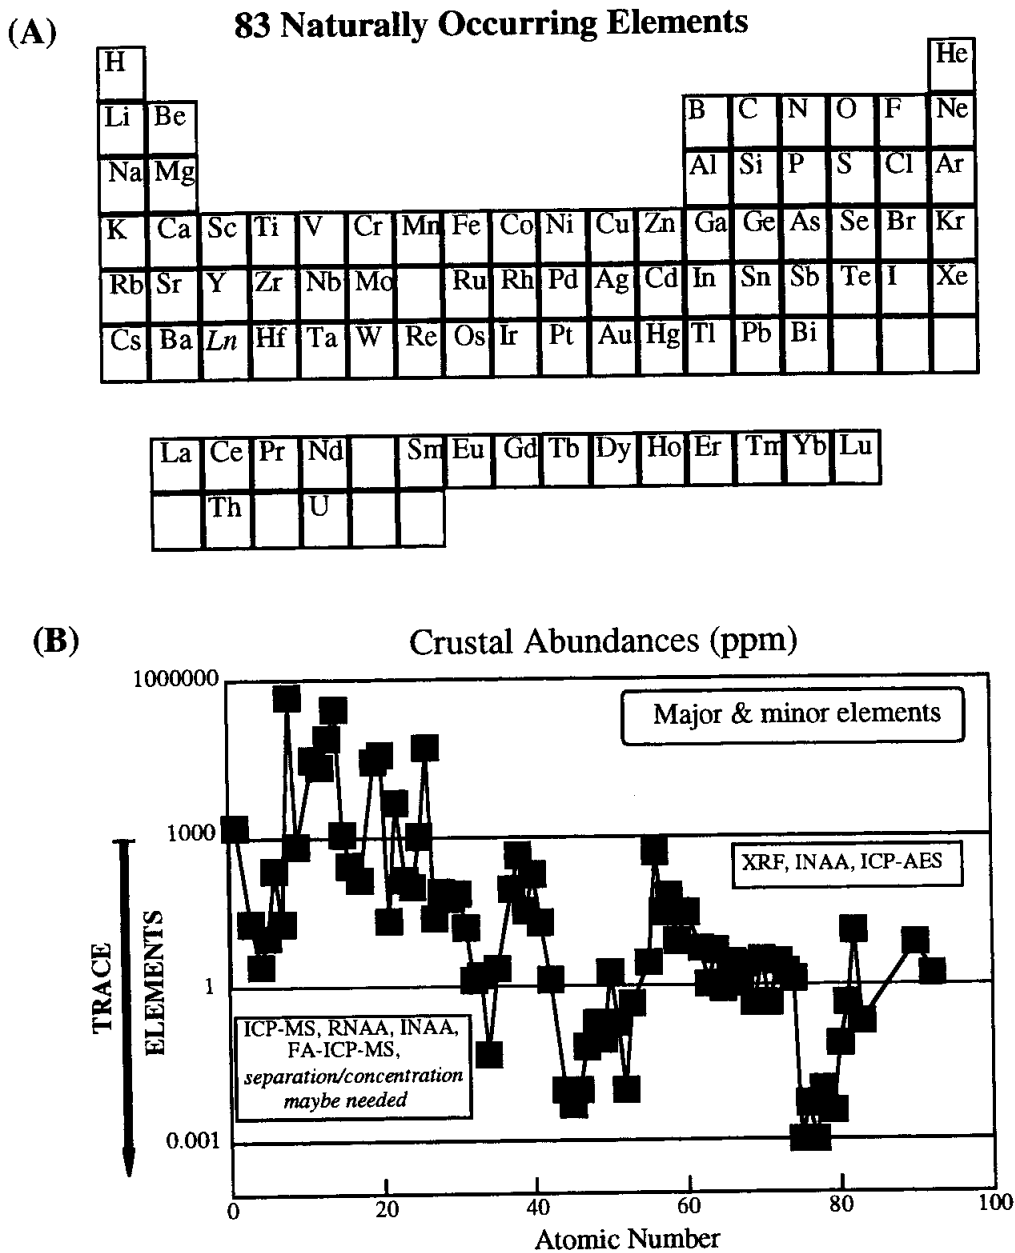 (A)
83 Naturally Occurring Elements
H He
Li Be B C N O F Ne
Na Mg Al Si P S Cl Ar
K Ca Sc Ti V Cr Mn Fe Co Ni Cu Zn Ga Ge As Se Br Kr
Rb Sr Y Zr Nb Mo Ru Rh Pd Ag Cd In Sn Sb Te I Xe
Cs Ba Ln Hf Ta W Re Os Ir Pt Au Hg Tl Pb Bi
La Ce Pr Nd Sm Eu Gd Tb Dy Ho Er Tm Yb Lu
Th U
(B)
Crustal Abundances (ppm)
1000000
Major & minor elements
1000
XRF, INAA, ICP-AES
TRACE
ELEMENTS
1
ICP-MS, RNAA, INAA,
FA-ICP-MS,
separation/concentration
maybe needed
0.001
0 20 40 60 80 100
Atomic Number